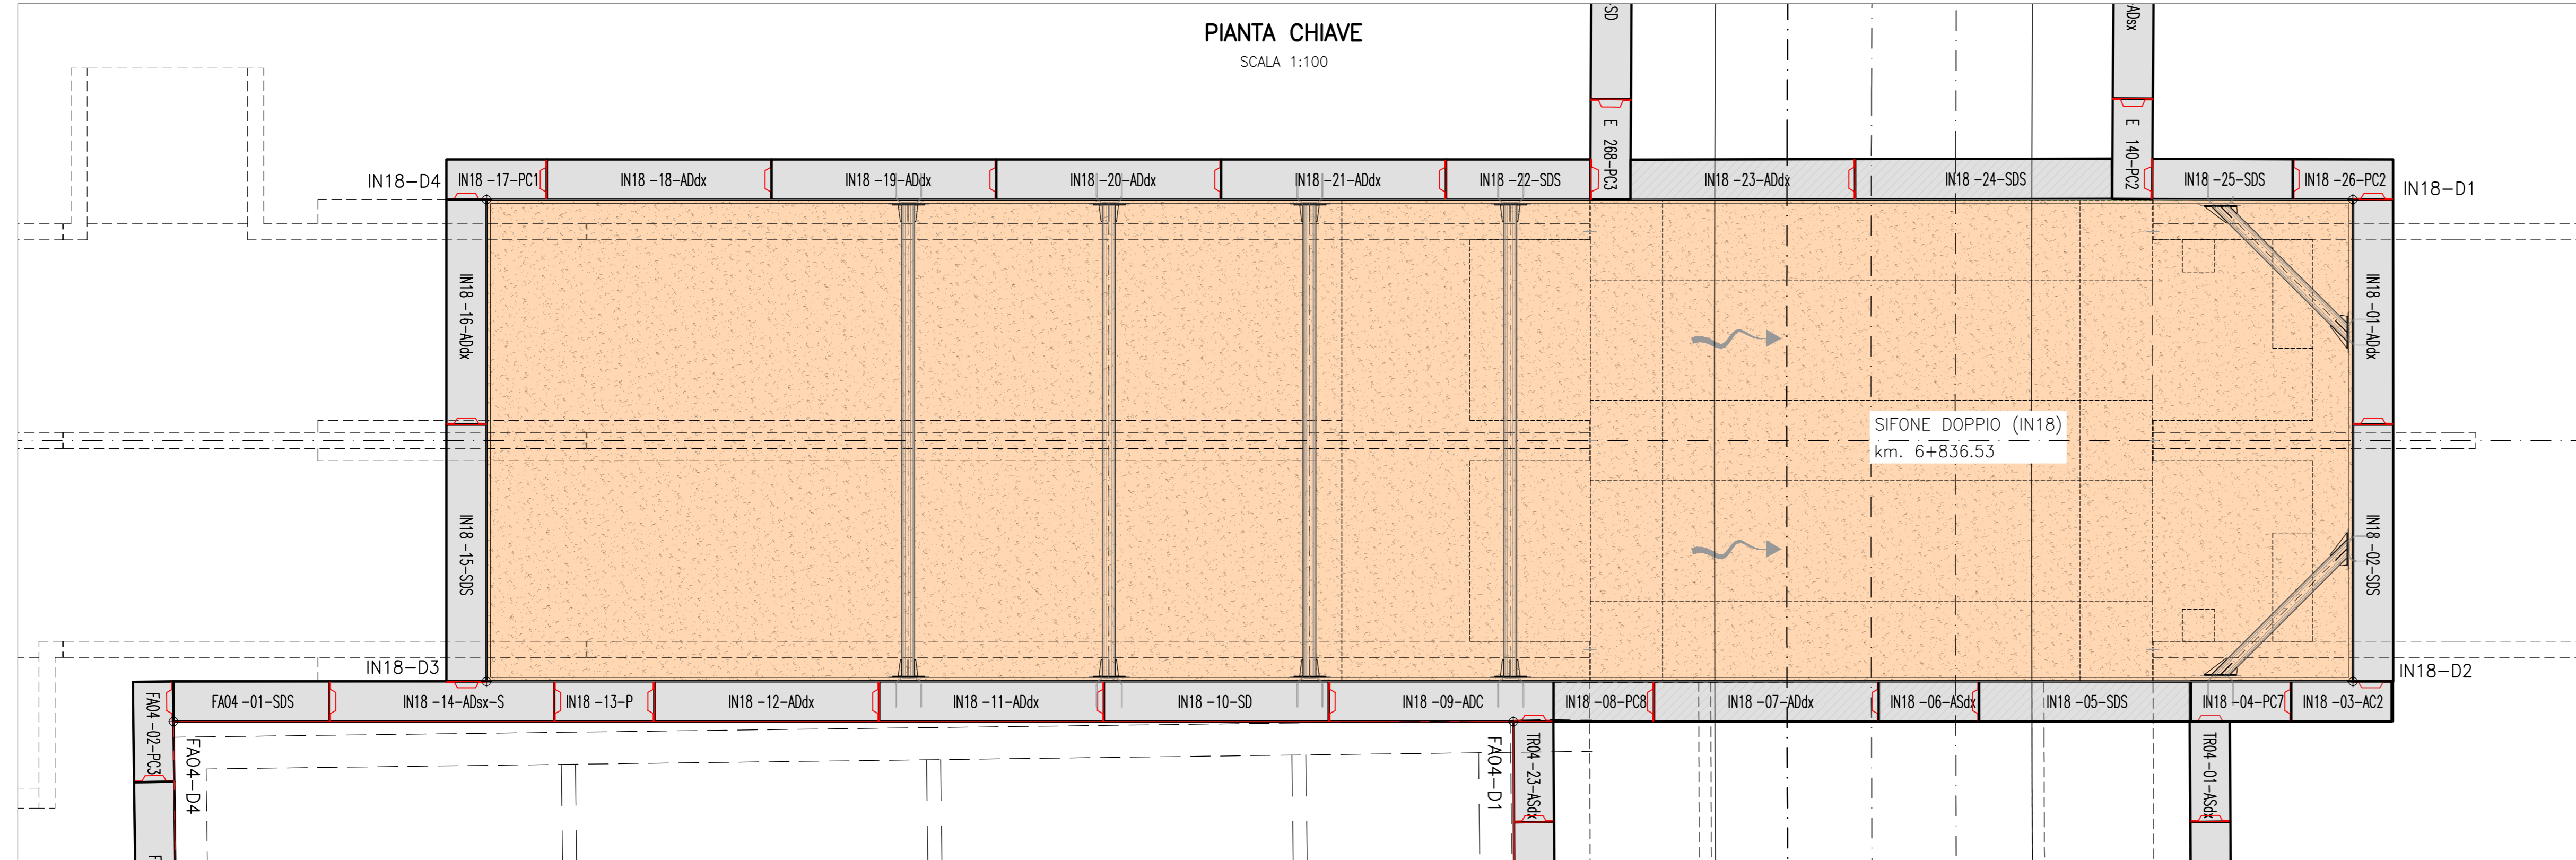 PIANTA CHIAVE
SCALA 1:100
SD
ADsx
E 268-PC3
E 140-PC2
IN18-D4
IN18 -17-PC1
IN18 -18-ADdx
IN18 -19-ADdx
IN18 -20-ADdx
IN18 -21-ADdx
IN18 -22-SDS
IN18 -23-ADdx
IN18 -24-SDS
IN18 -25-SDS
IN18 -26-PC2
IN18-D1
IN18 -16-ADdx
IN18 -01-ADdx
SIFONE DOPPIO (IN18)
km. 6+836.53
IN18 -15-SDS
IN18 -02-SDS
IN18-D3
IN18-D2
FA04 -02-PC3
FA04 -01-SDS
IN18 -14-ADsx-S
IN18 -13-P
IN18 -12-ADdx
IN18 -11-ADdx
IN18 -10-SD
IN18 -09-ADC
IN18 -08-PC8
IN18 -07-ADdx
IN18 -06-ASdx
IN18 -05-SDS
IN18 -04-PC7
IN18 -03-AC2
FA04-D4
FA04-D1
TR04 -23-ASdx
TR04 -01-ASdx
F